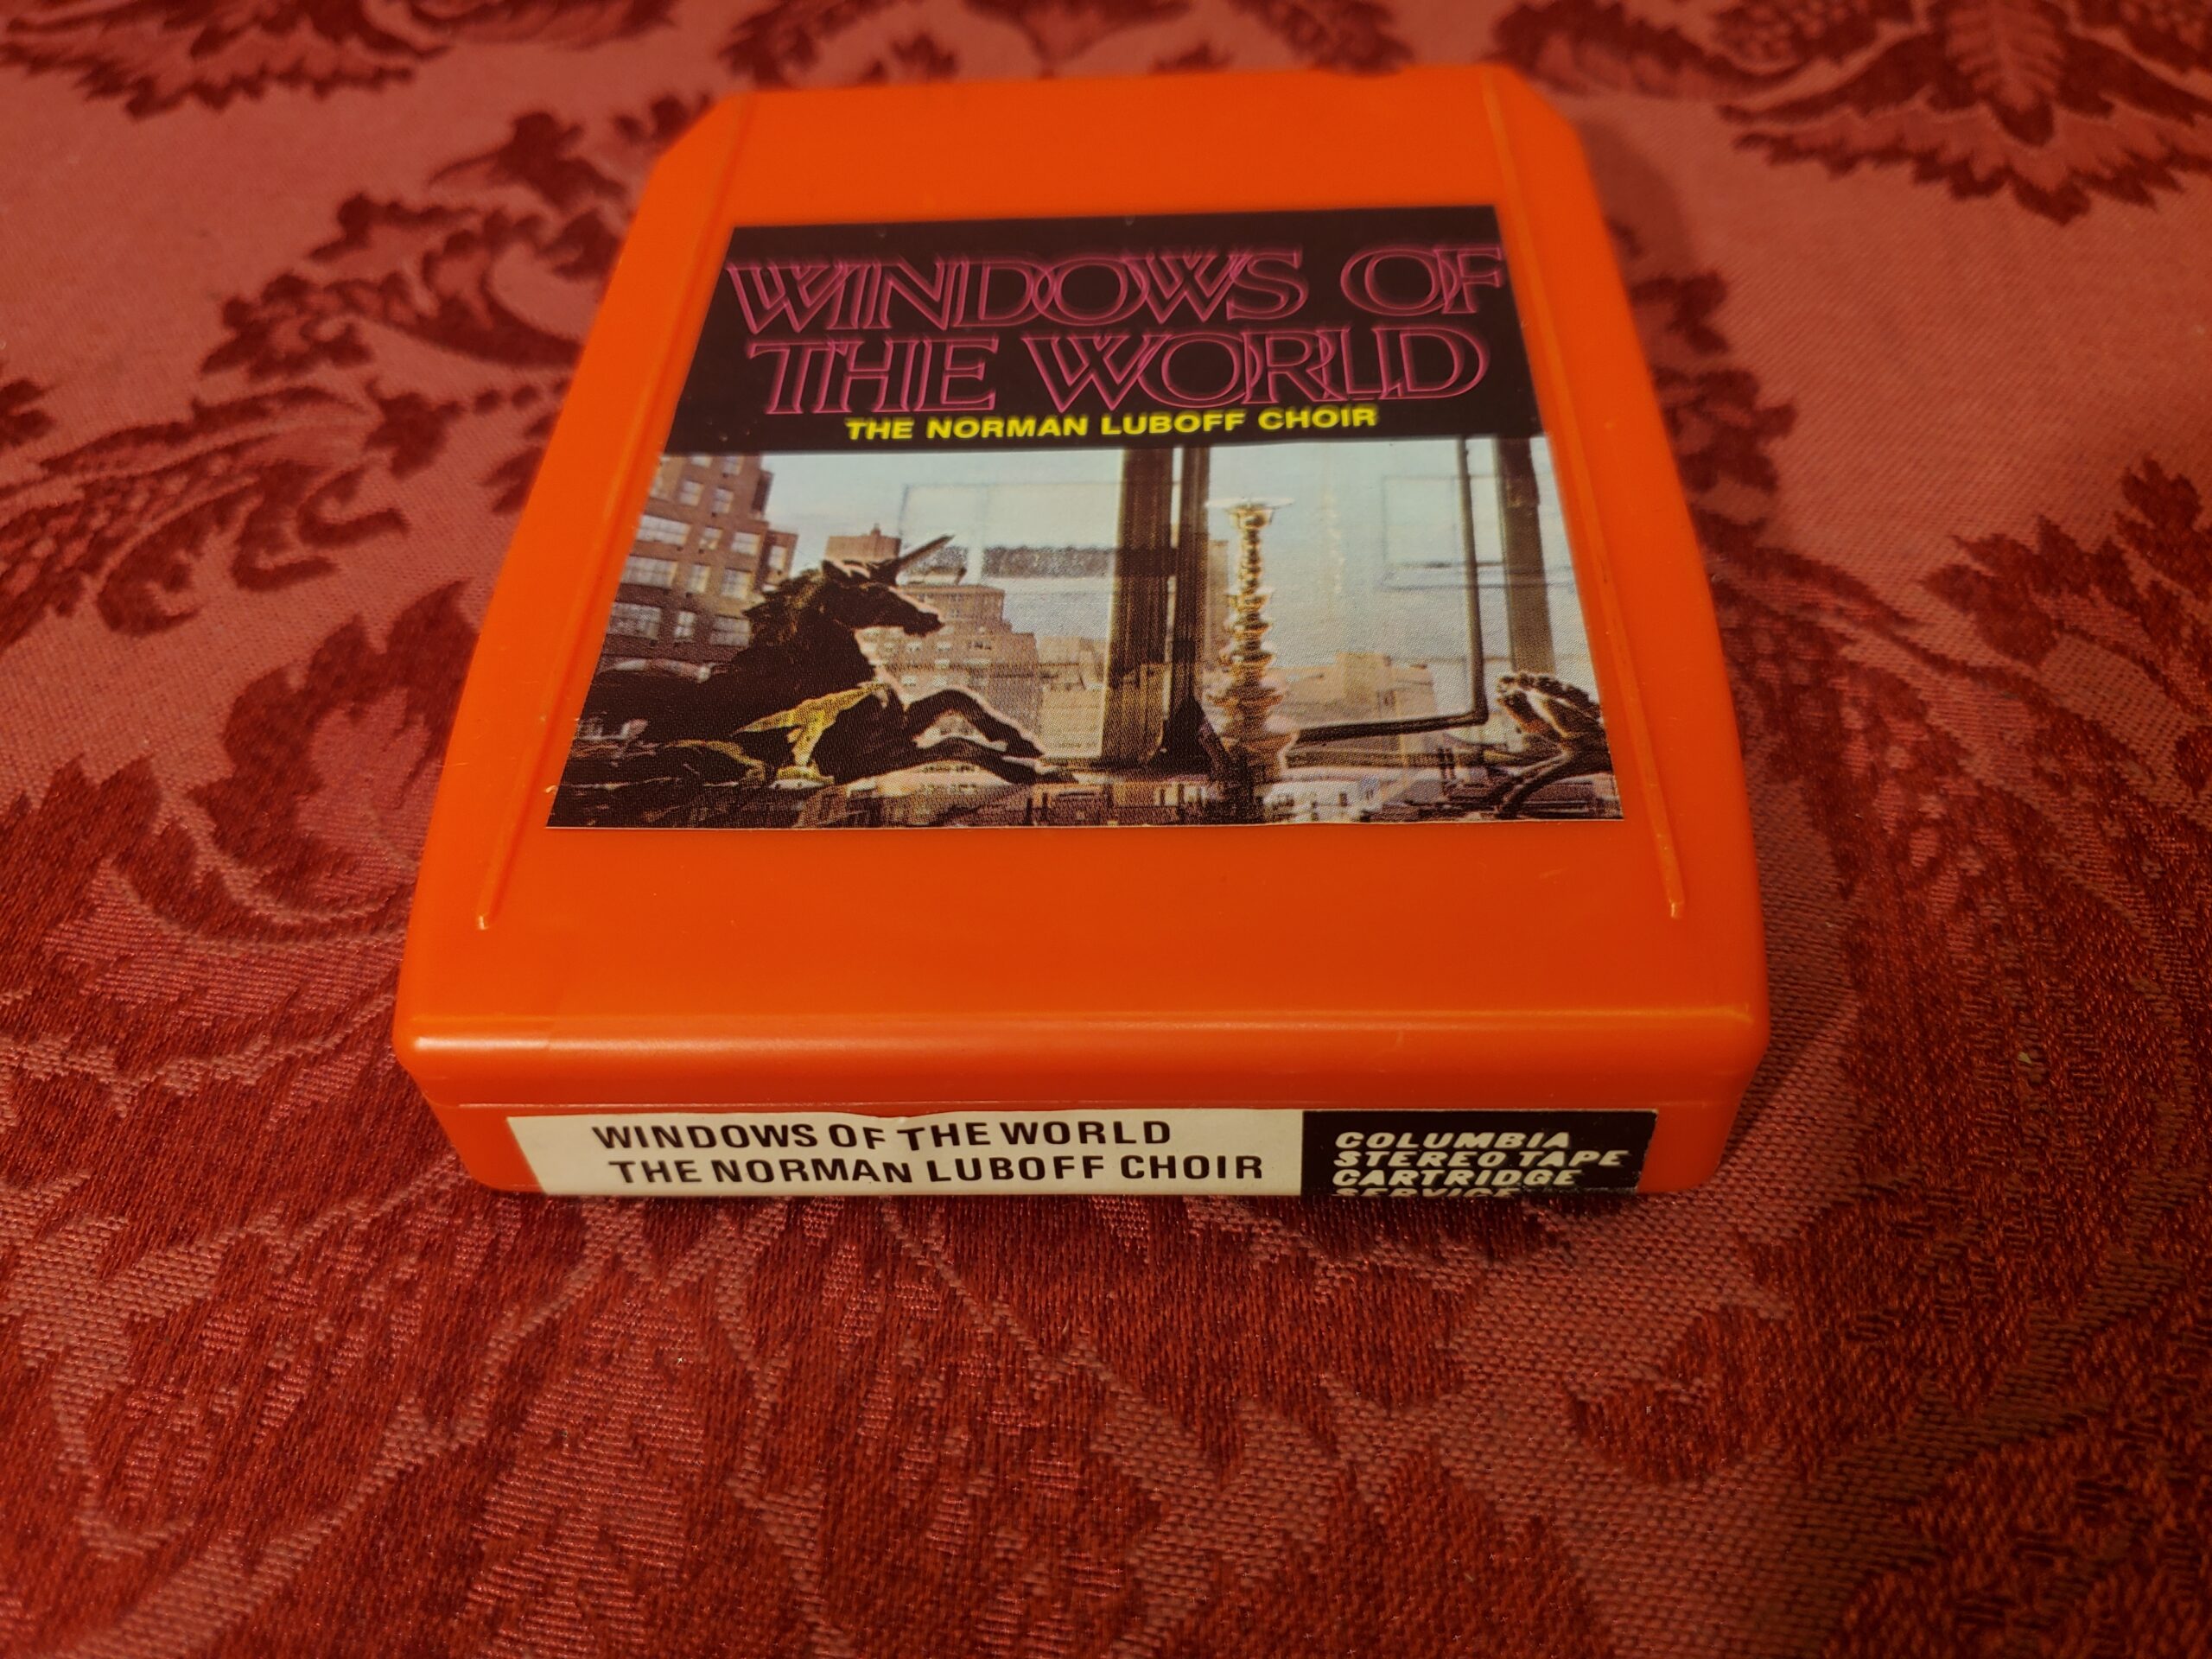 WINDOWS OF
THE WORLD
THE NORMAN LUBOFF CHOIR
WINDOWS OF THE WORLD
THE NORMAN LUBOFF CHOIR
COLUMBIA
STEREO TAPE
CARTRIDGE
SERVICE